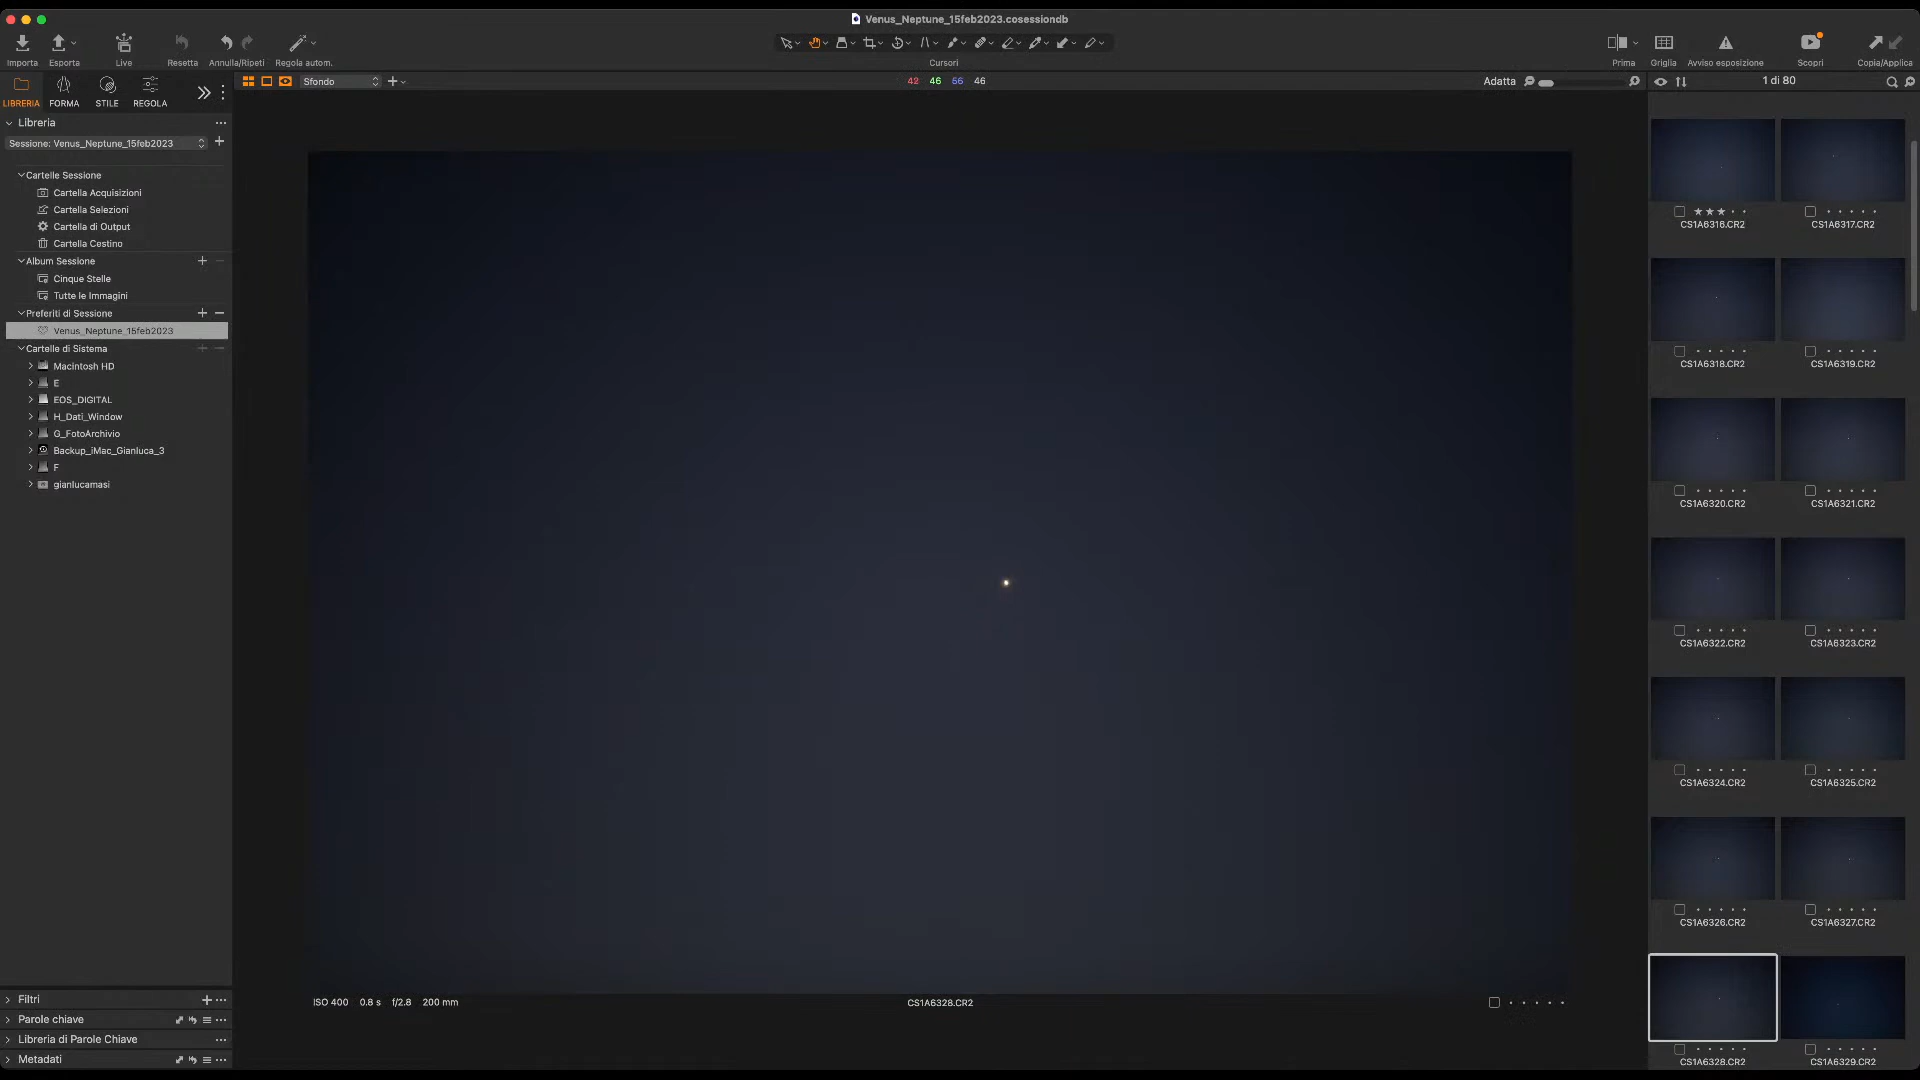 Venus_Neptune_15feb2023.cosessiondb
Importa
Esporta
Live
Resetta
Annulla/Ripeti
Regola autom.
Cursori
Prima
Griglia
Avviso esposizione
Scopri
Copia/Applica
LIBRERIA
FORMA
STILE
REGOLA
Sfondo
42 46 56 46
Adatta
1 di 80
Libreria
Sessione: Venus_Neptune_15feb2023
Cartelle Sessione
Cartella Acquisizioni
Cartella Selezioni
Cartella di Output
Cartella Cestino
Album Sessione
Cinque Stelle
Tutte le Immagini
Preferiti di Sessione
Venus_Neptune_15feb2023
Cartelle di Sistema
Macintosh HD
E
EOS_DIGITAL
H_Dati_Window
G_FotoArchivio
Backup_iMac_Gianluca_3
F
gianlucamasi
Filtri
Parole chiave
Libreria di Parole Chiave
Metadati
ISO 400 0.8 s f/2.8 200 mm
CS1A6328.CR2
CS1A6316.CR2
CS1A6317.CR2
CS1A6318.CR2
CS1A6319.CR2
CS1A6320.CR2
CS1A6321.CR2
CS1A6322.CR2
CS1A6323.CR2
CS1A6324.CR2
CS1A6325.CR2
CS1A6326.CR2
CS1A6327.CR2
CS1A6328.CR2
CS1A6329.CR2